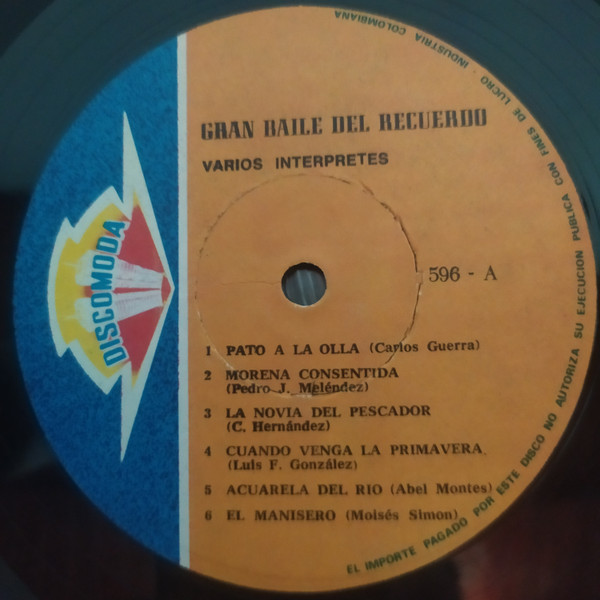 GRAN BAILE DEL RECUERDO
VARIOS INTERPRETES
596 - A
1 PATO A LA OLLA (Carlos Guerra)
2 MORENA CONSENTIDA
(Pedro J. Meléndez)
3 LA NOVIA DEL PESCADOR
(C. Hernández)
4 CUANDO VENGA LA PRIMAVERA
(Luis F. González)
5 ACUARELA DEL RIO (Abel Montes)
6 EL MANISERO (Moisés Simon)
DISCOMODA
EL IMPORTE PAGADO POR ESTE DISCO NO AUTORIZA SU EJECUCION PUBLICA CON FINES DE LUCRO INDUSTRIA COLOMBIANA